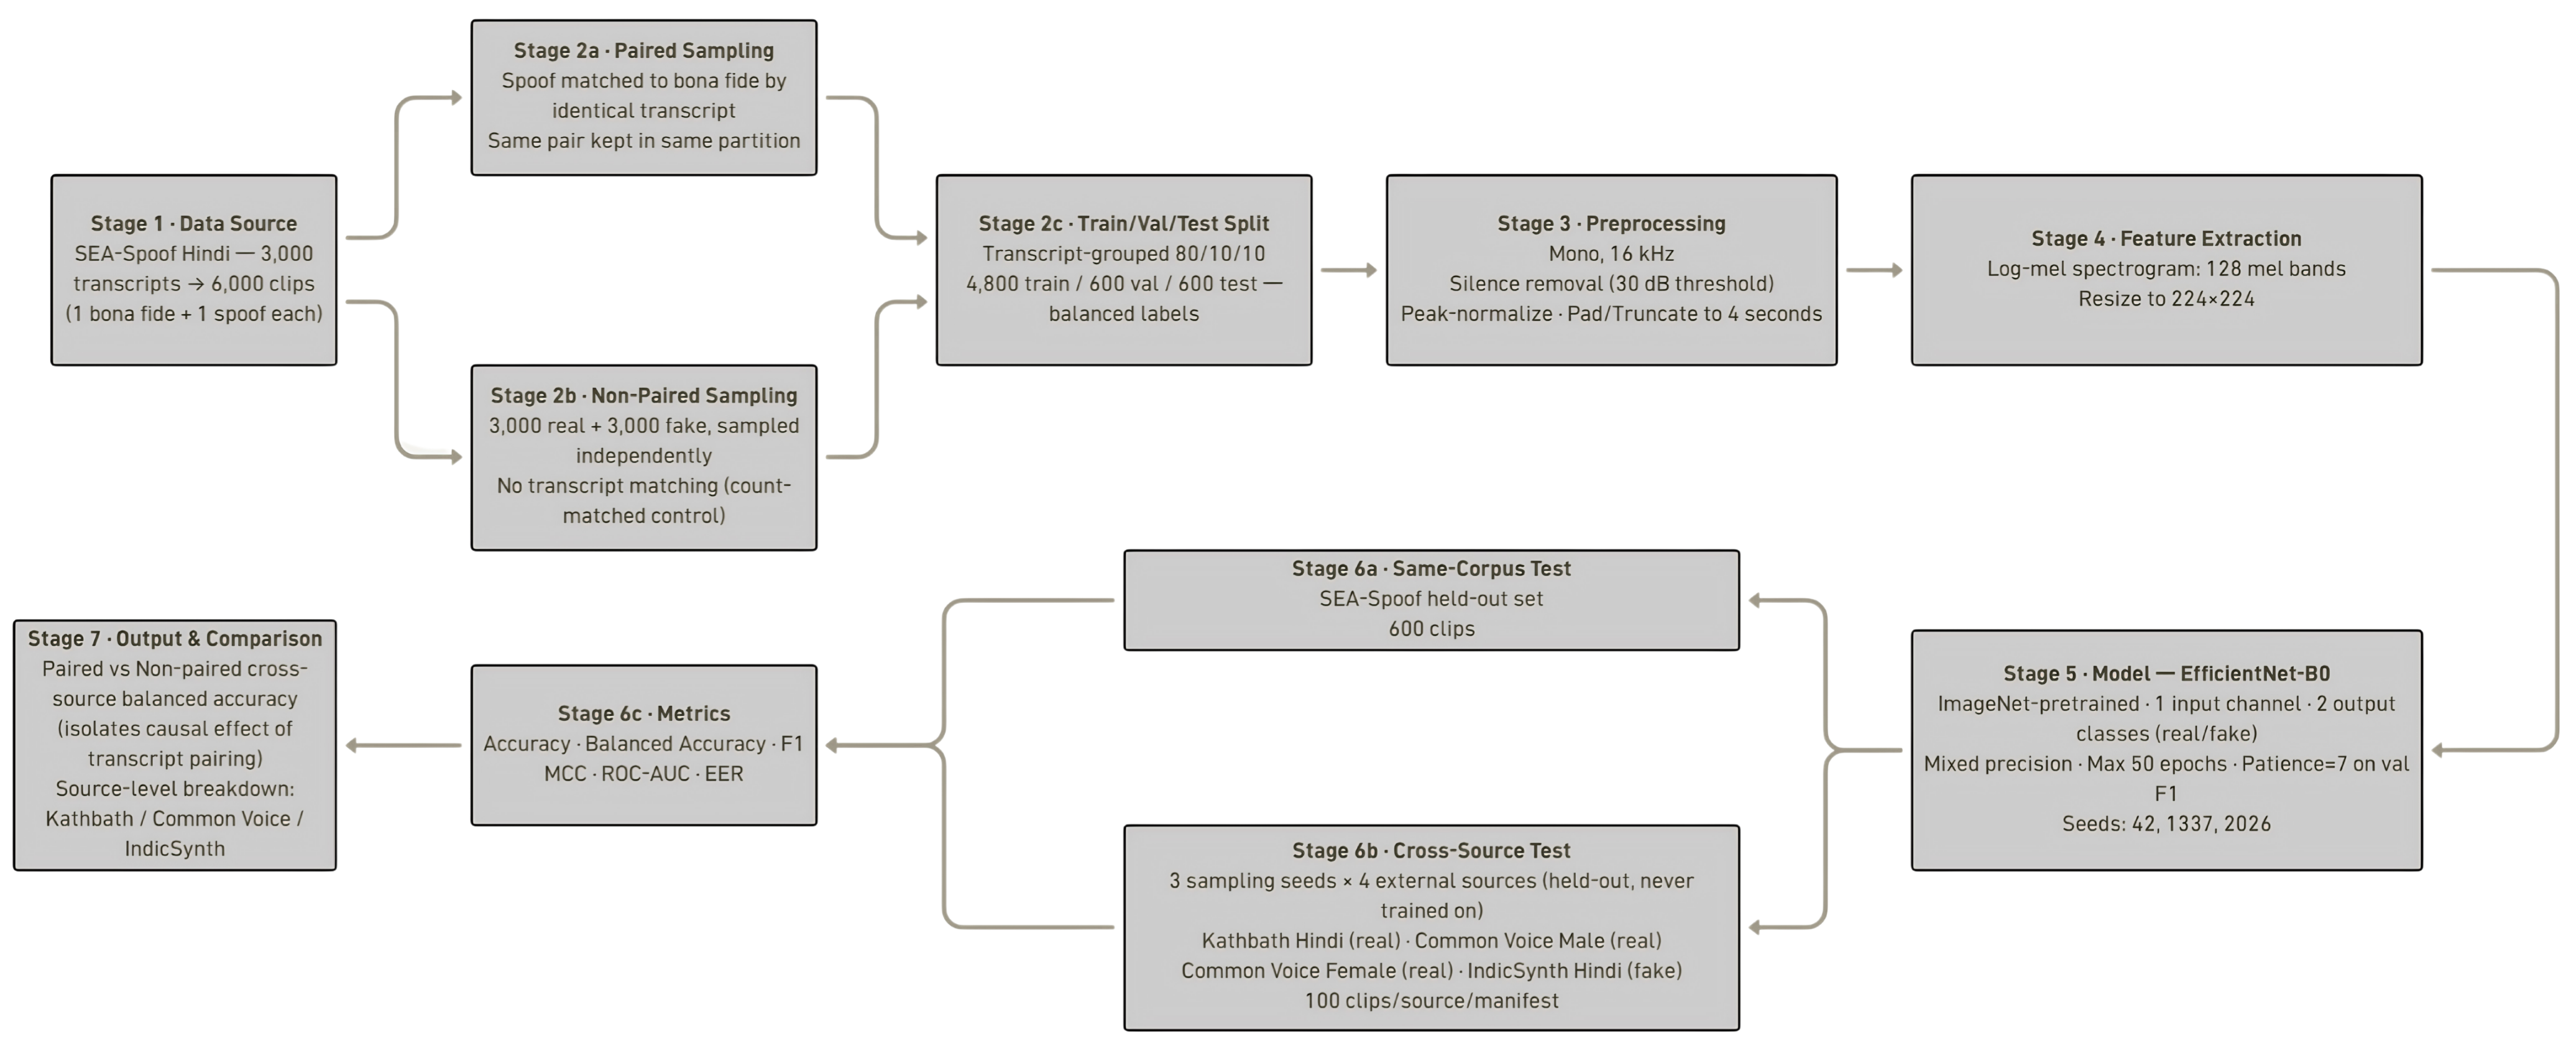 Stage 1 · Data Source
SEA-Spoof Hindi — 3,000
transcripts → 6,000 clips
(1 bona fide + 1 spoof each)
Stage 2a · Paired Sampling
Spoof matched to bona fide by
identical transcript
Same pair kept in same partition
Stage 2b · Non-Paired Sampling
3,000 real + 3,000 fake, sampled
independently
No transcript matching (count-
matched control)
Stage 2c · Train/Val/Test Split
Transcript-grouped 80/10/10
4,800 train / 600 val / 600 test —
balanced labels
Stage 3 · Preprocessing
Mono, 16 kHz
Silence removal (30 dB threshold)
Peak-normalize · Pad/Truncate to 4 seconds
Stage 4 · Feature Extraction
Log-mel spectrogram: 128 mel bands
Resize to 224×224
Stage 5 · Model — EfficientNet-B0
ImageNet-pretrained · 1 input channel · 2 output
classes (real/fake)
Mixed precision · Max 50 epochs · Patience=7 on val
F1
Seeds: 42, 1337, 2026
Stage 6a · Same-Corpus Test
SEA-Spoof held-out set
600 clips
Stage 6b · Cross-Source Test
3 sampling seeds × 4 external sources (held-out, never
trained on)
Kathbath Hindi (real) · Common Voice Male (real)
Common Voice Female (real) · IndicSynth Hindi (fake)
100 clips/source/manifest
Stage 6c · Metrics
Accuracy · Balanced Accuracy · F1
MCC · ROC-AUC · EER
Stage 7 · Output & Comparison
Paired vs Non-paired cross-
source balanced accuracy
(isolates causal effect of
transcript pairing)
Source-level breakdown:
Kathbath / Common Voice /
IndicSynth